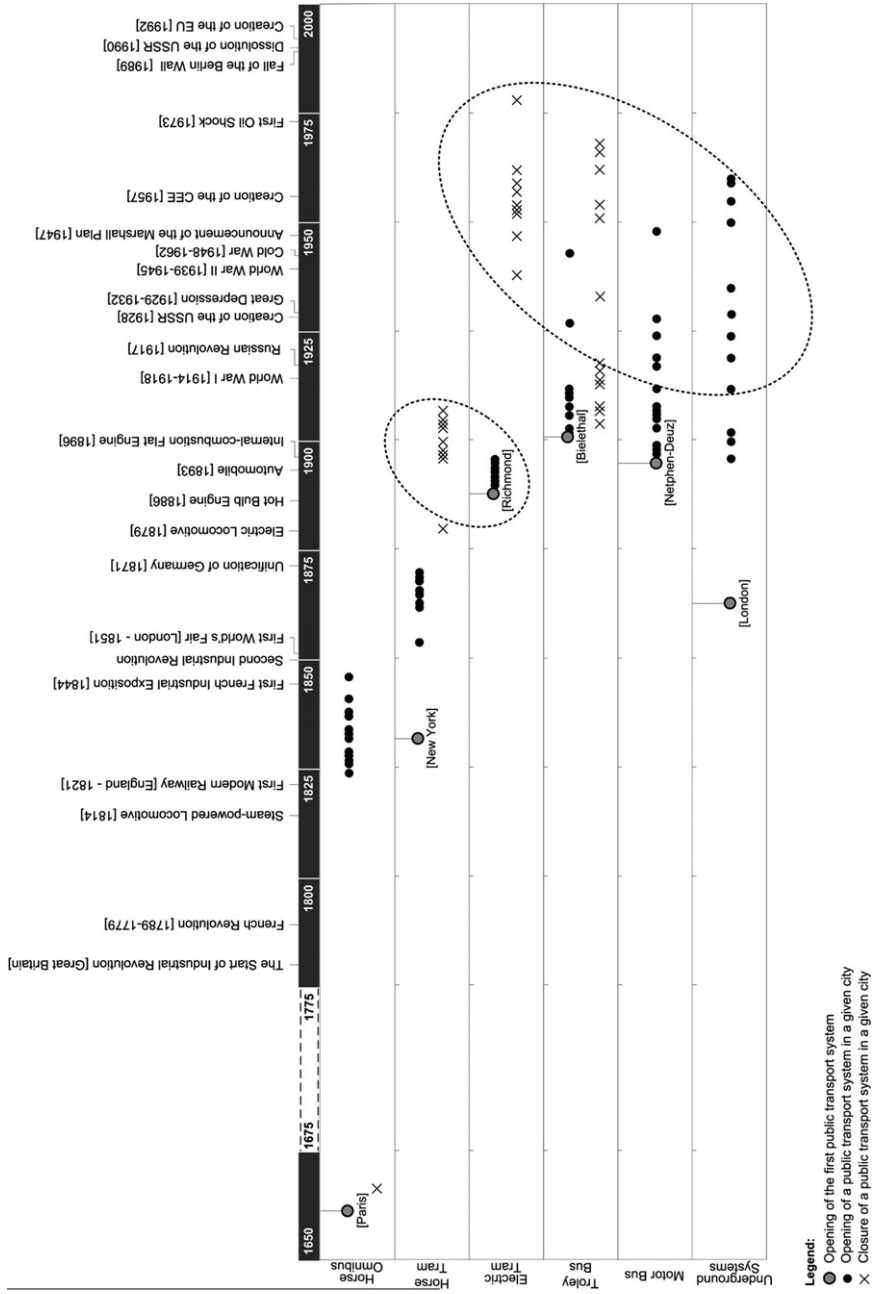 The Start of Industrial Revolution [Great Britain]
French Revolution [1789-1779]
Steam-powered Locomotive [1814]
First Modern Railway [England - 1821]
First French Industrial Exposition [1844]
Second Industrial Revolution
First World's Fair [London - 1851]
Unification of Germany [1871]
Electric Locomotive [1879]
Hot Bulb Engine [1886]
Automobile [1893]
Internal-combustion Flat Engine [1896]
World War I [1914-1918]
Russian Revolution [1917]
Creation of the USSR [1928]
Great Depression [1929-1932]
World War II [1939-1945]
Cold War [1948-1962]
Announcement of the Marshall Plan [1947]
Creation of the CEE [1957]
First Oil Shock [1973]
Fall of the Berlin Wall [1989]
Dissolution of the USSR [1990]
Creation of the EU [1992]
1650
1675
1775
1800
1825
1850
1875
1900
1925
1950
1975
2000
Horse
Omnibus
[Paris]
Horse
Tram
[New York]
Electric
Tram
[Richmond]
Troley
Bus
[Bielethal]
Motor Bus
[Netphen-Deuz]
Underground
Systems
[London]
Legend:
Opening of the first public transport system
Opening of a public transport system in a given city
Closure of a public transport system in a given city